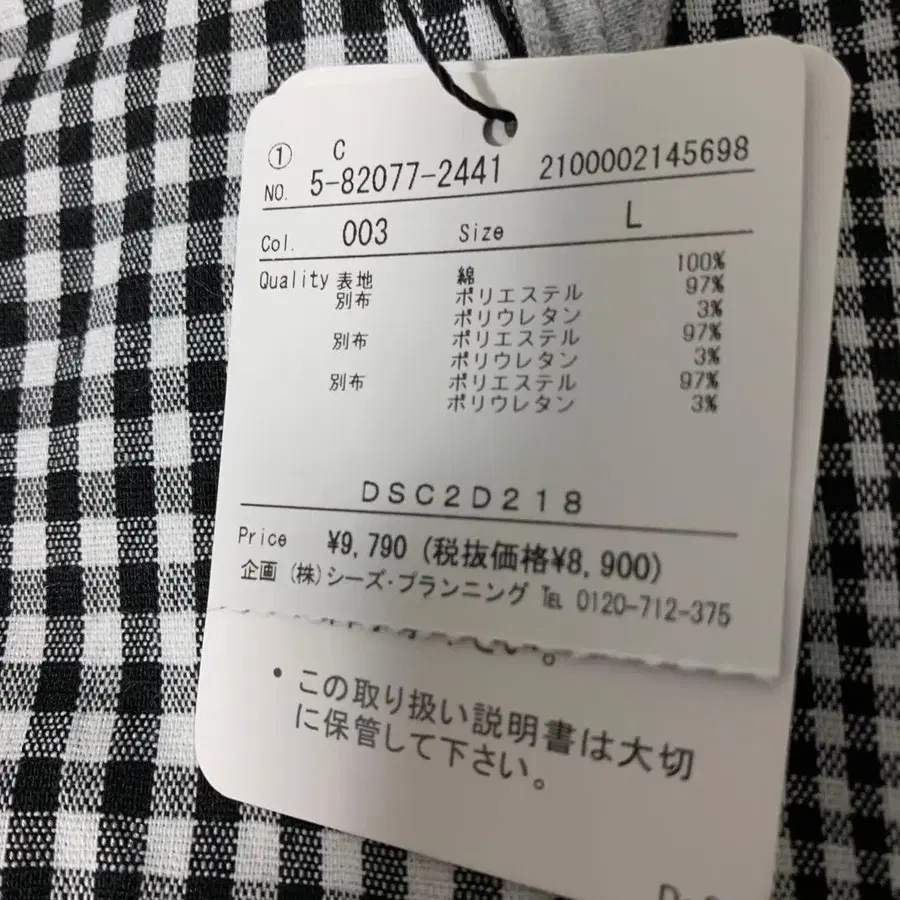 ① C
NO. 5-82077-2441 2100002145698
Col. 003 Size L
Quality 表地 綿 100%
別布 ポリエステル 97%
ポリウレタン 3%
別布 ポリエステル 97%
ポリウレタン 3%
別布 ポリエステル 97%
ポリウレタン 3%
DSC2D218
Price ¥9,790 (税抜価格¥8,900)
企画 (株)シーズ・プランニング ℡ 0120-712-375
・この取り扱い説明書は大切
に保管して下さい。